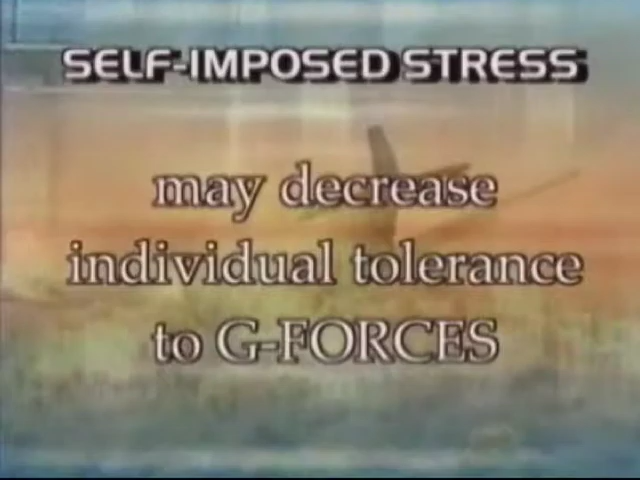 SELF-IMPOSED STRESS
may decrease
individual tolerance
to G-FORCES